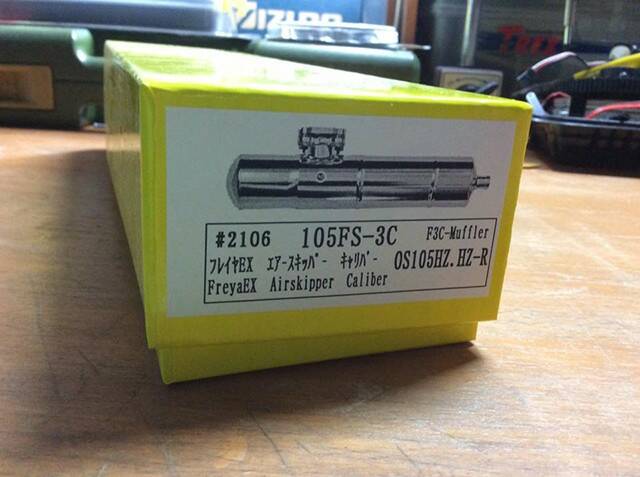 #2106 105FS-3C F3C-Muffler
フレイヤEX エアースキッパー キャリバー OS105HZ.HZ-R
FreyaEX Airskipper Caliber